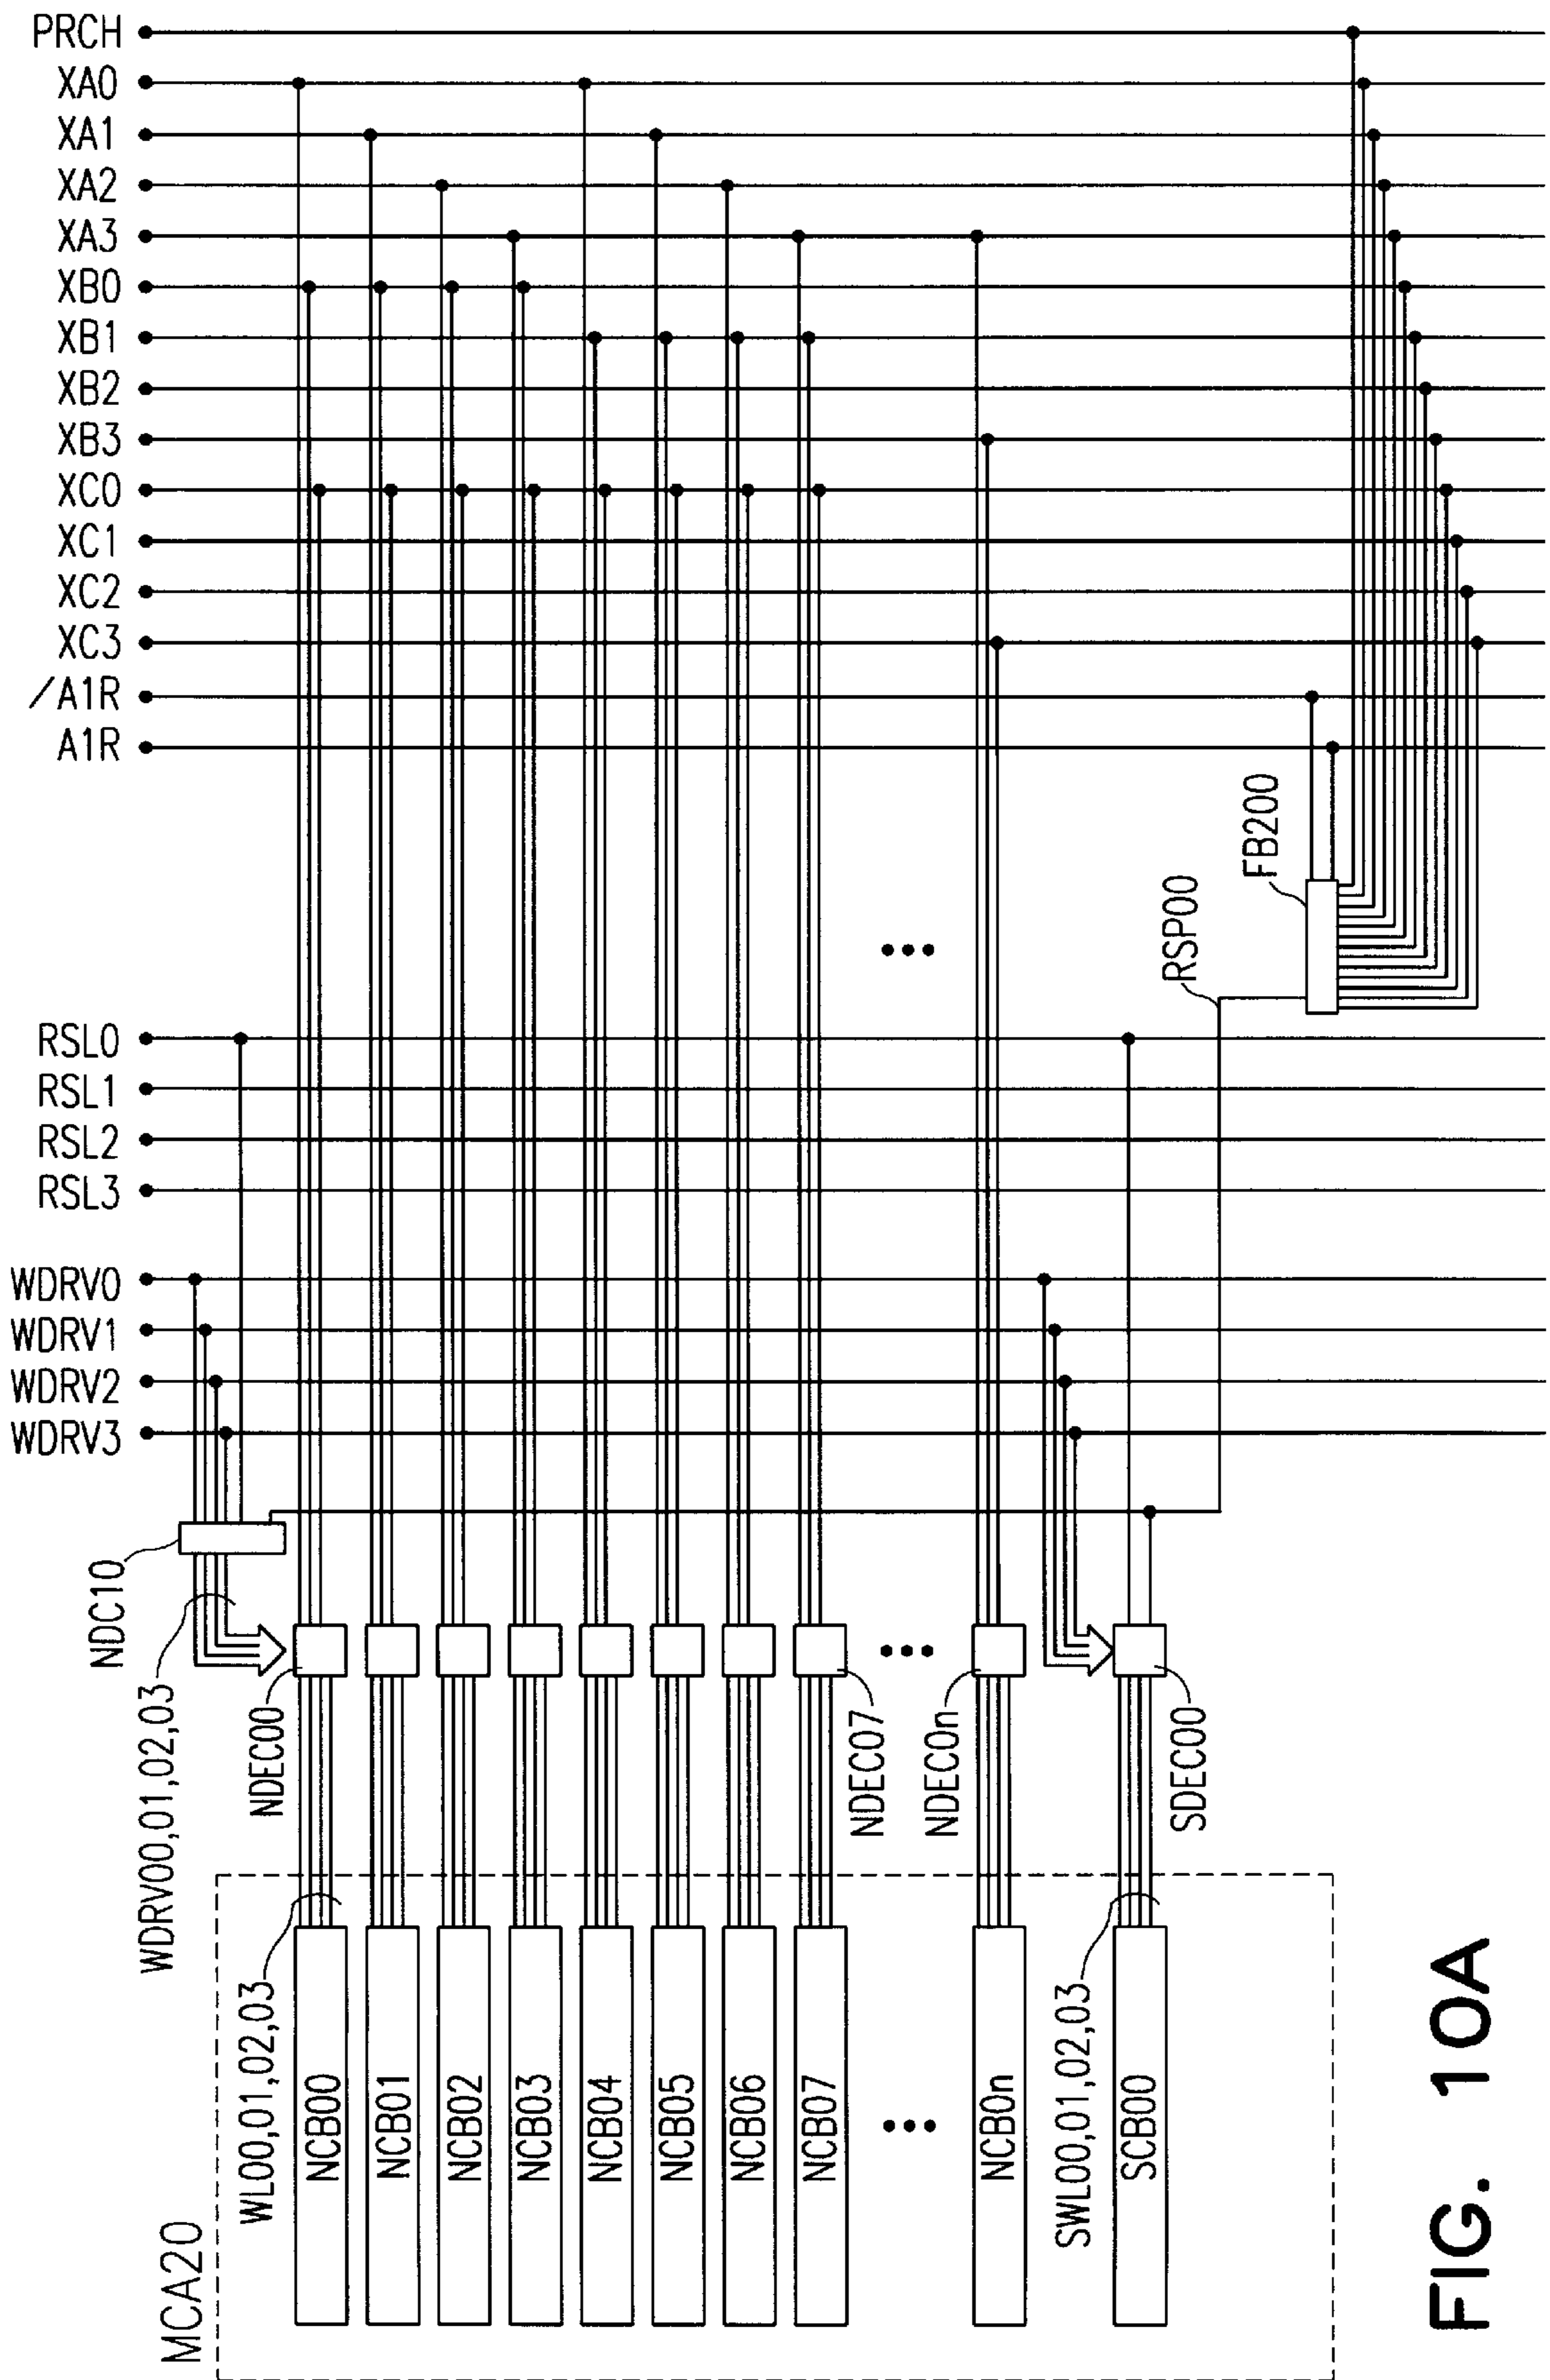 PRCH
XA0
XA1
XA2
XA3
XB0
XB1
XB2
XB3
XC0
XC1
XC2
XC3
/A1R
A1R
FB200
RSP00
RSL0
RSL1
RSL2
RSL3
WDRV0
WDRV1
WDRV2
WDRV3
NDC10
WDRV00,01,02,03
NDEC00
NDEC07
NDEC0n
SDEC00
MCA20
WL00,01,02,03
NCB00
NCB01
NCB02
NCB03
NCB04
NCB05
NCB06
NCB07
NCB0n
SWL00,01,02,03
SCB00
FIG. 10A